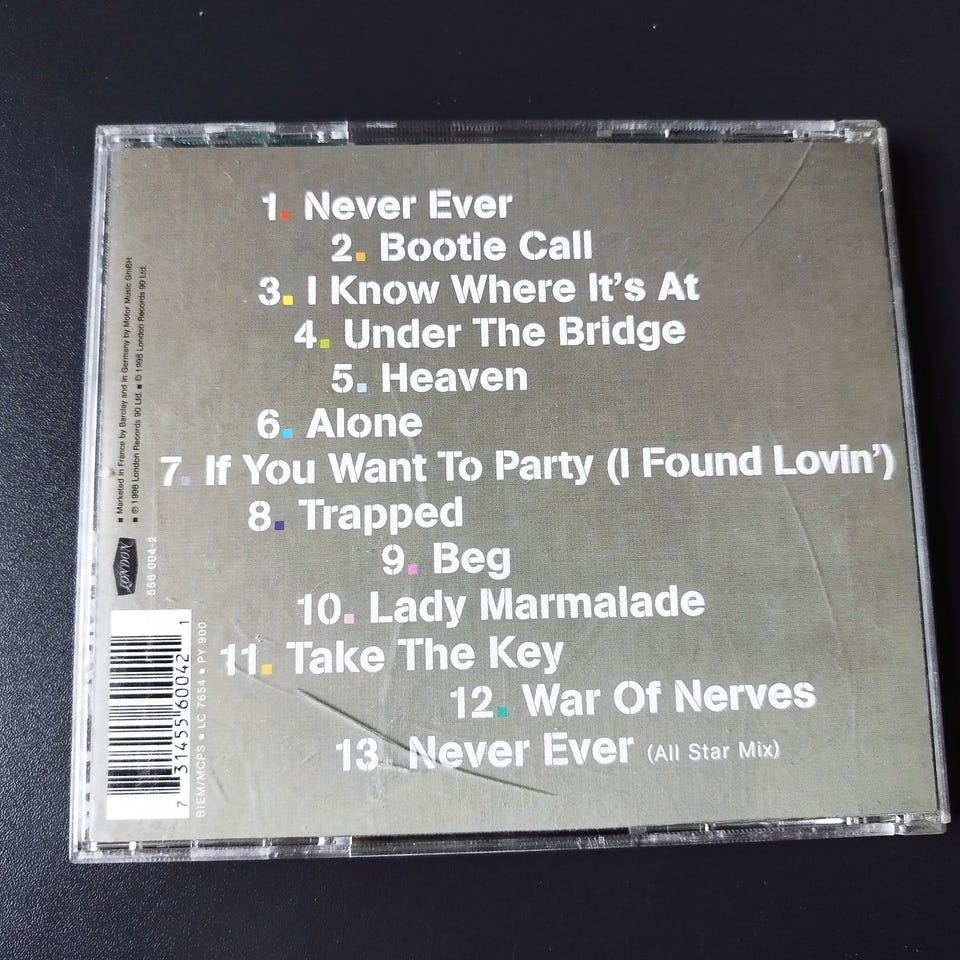 1. Never Ever
2. Bootie Call
3. I Know Where It's At
4. Under The Bridge
5. Heaven
6. Alone
7. If You Want To Party (I Found Lovin')
8. Trapped
9. Beg
10. Lady Marmalade
11. Take The Key
12. War Of Nerves
13. Never Ever (All Star Mix)
■ Marketed in France by Barclay and in Germany by Motor Music GmBH
■ ℗ 1998 London Records 90 Ltd. ■ © 1998 London Records 90 Ltd.
LONDON
556 004-2
7 31455 60042 1
BIEM/MCPS ■ LC 7654 ■ PY 900